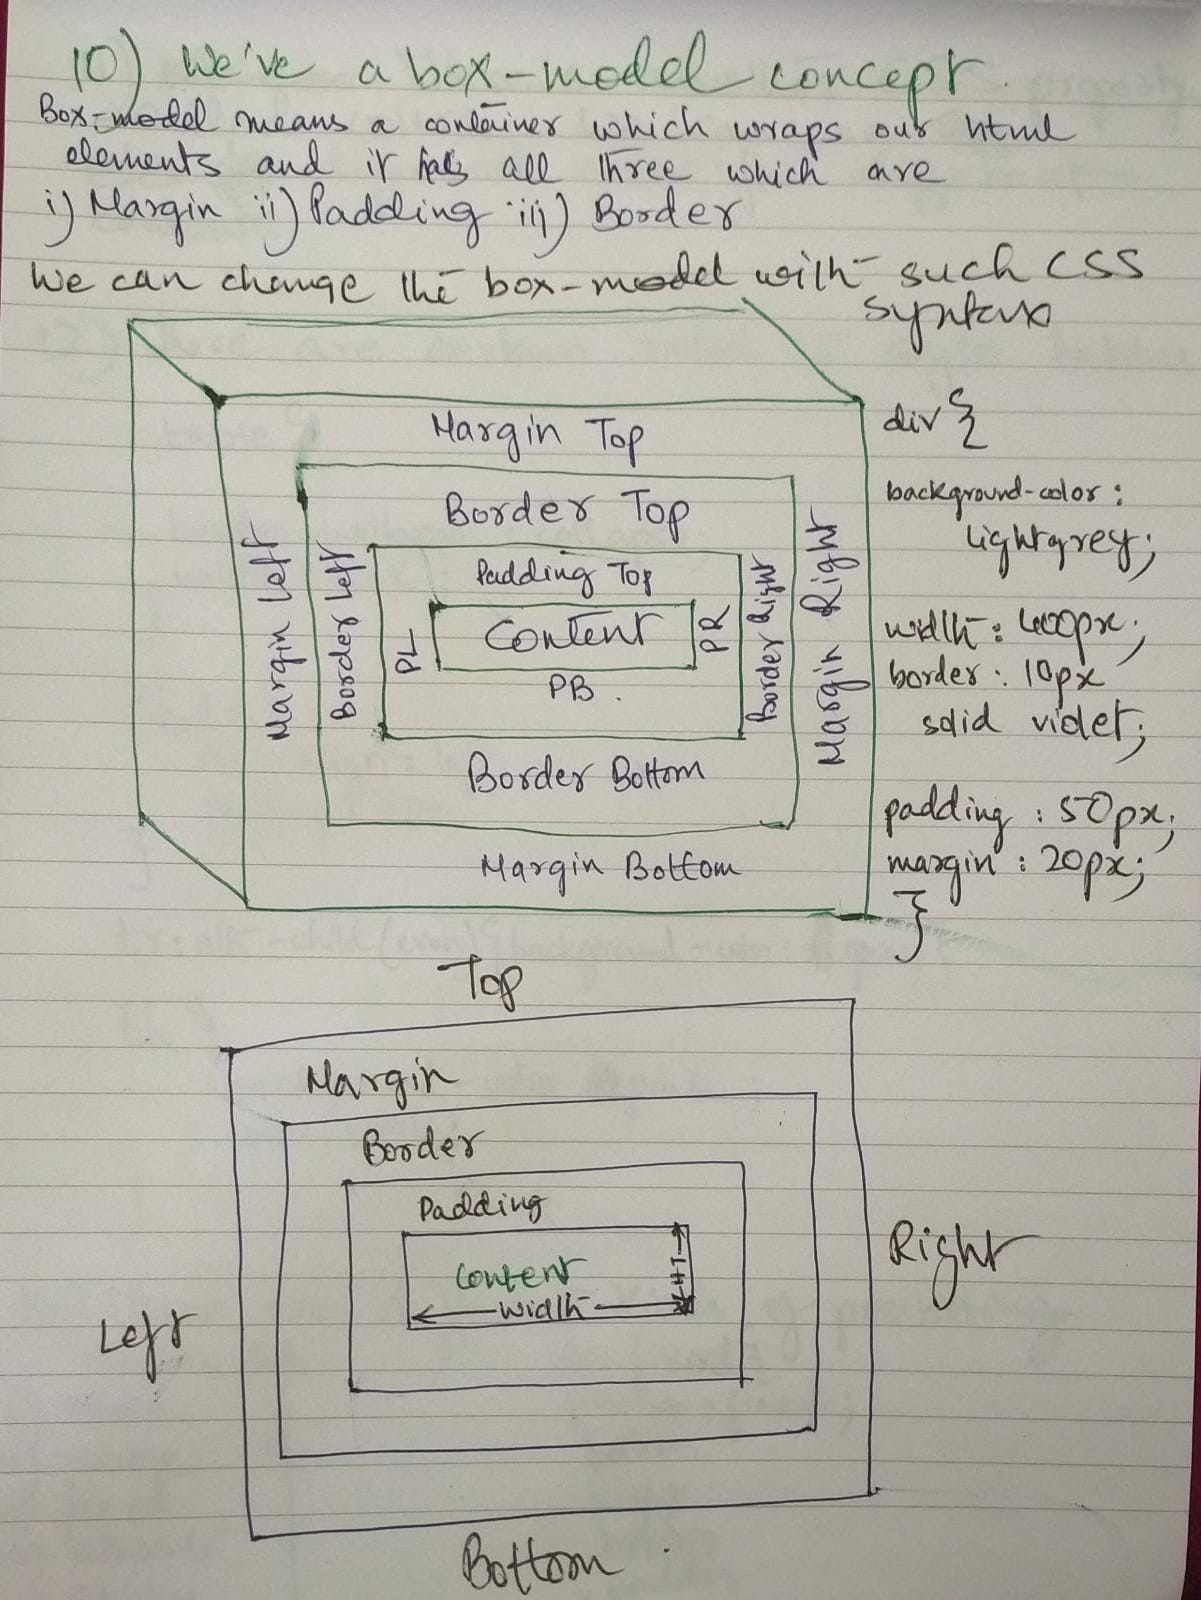 10) We've a box-model concept.
Box-model means a container which wraps our html
elements and it has all three which are
i) Margin ii) Padding iii) Border
We can change the box-model with such CSS
syntax
Margin Top
Border Top
Padding Top
Content
PL
PR
PB.
Margin Left
Border Left
Border Right
Margin Right
Border Bottom
Margin Bottom
div {
background-color:
lightgrey;
width: 400px;
border: 10px
solid violet;
padding: 50px;
margin: 20px;
}
Top
Margin
Border
Padding
Content
HT
width
Left
Right
Bottom